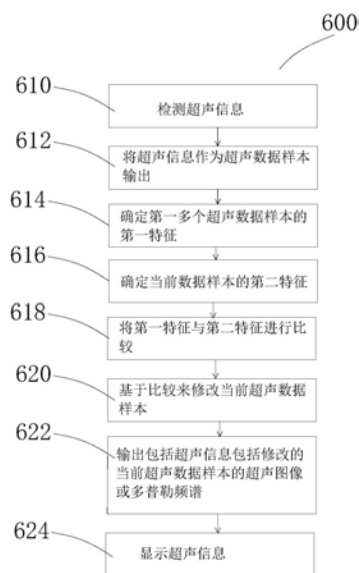 600
610
检测超声信息
612
将超声信息作为超声数据样本
输出
614
确定第一多个超声数据样本的
第一特征
616
确定当前数据样本的第二特征
618
将第一特征与第二特征进行比
较
620
基于比较来修改当前超声数据
样本
622
输出包括超声信息包括修改的
当前超声数据样本的超声图像
或多普勒频谱
624
显示超声信息